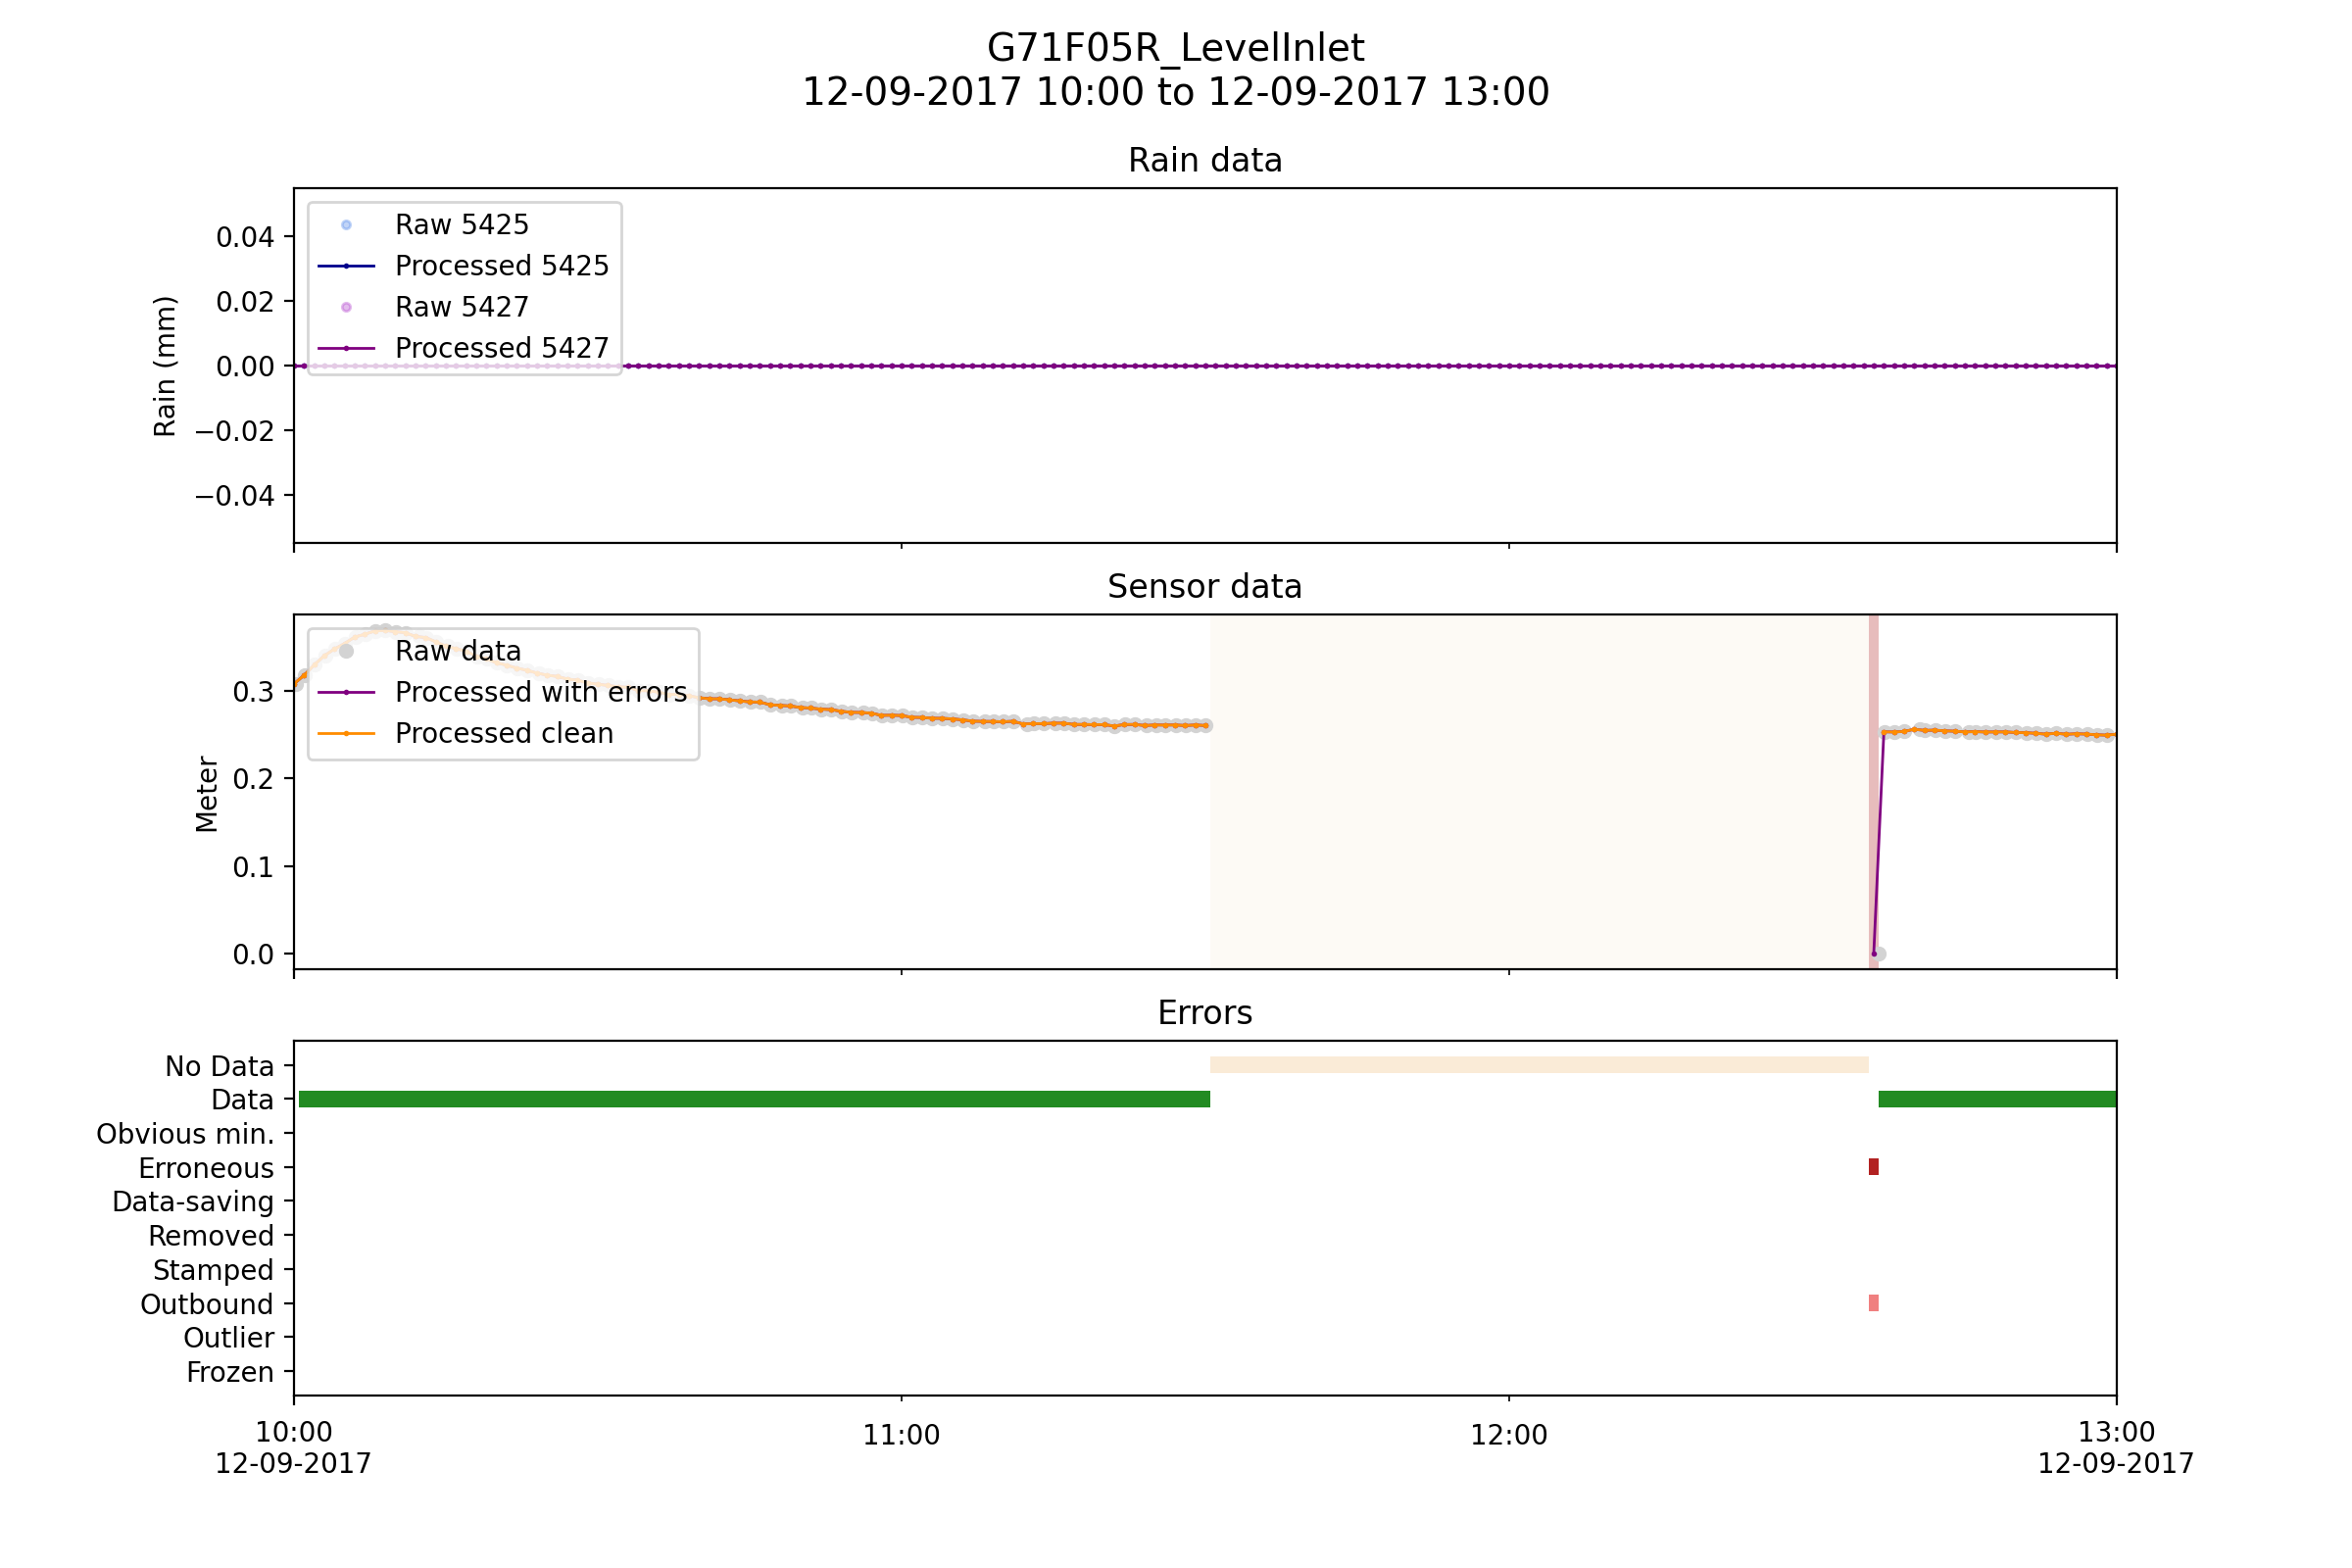 G71F05R_LevelInlet
12-09-2017 10:00 to 12-09-2017 13:00
Rain data
Raw 5425
Processed 5425
Raw 5427
Processed 5427
0.04
0.02
0.00
−0.02
−0.04
Rain (mm)
Sensor data
Raw data
Processed with errors
Processed clean
0.3
0.2
0.1
0.0
Meter
Errors
No Data
Data
Obvious min.
Erroneous
Data-saving
Removed
Stamped
Outbound
Outlier
Frozen
10:00 11:00 12:00 13:00
12-09-2017 12-09-2017